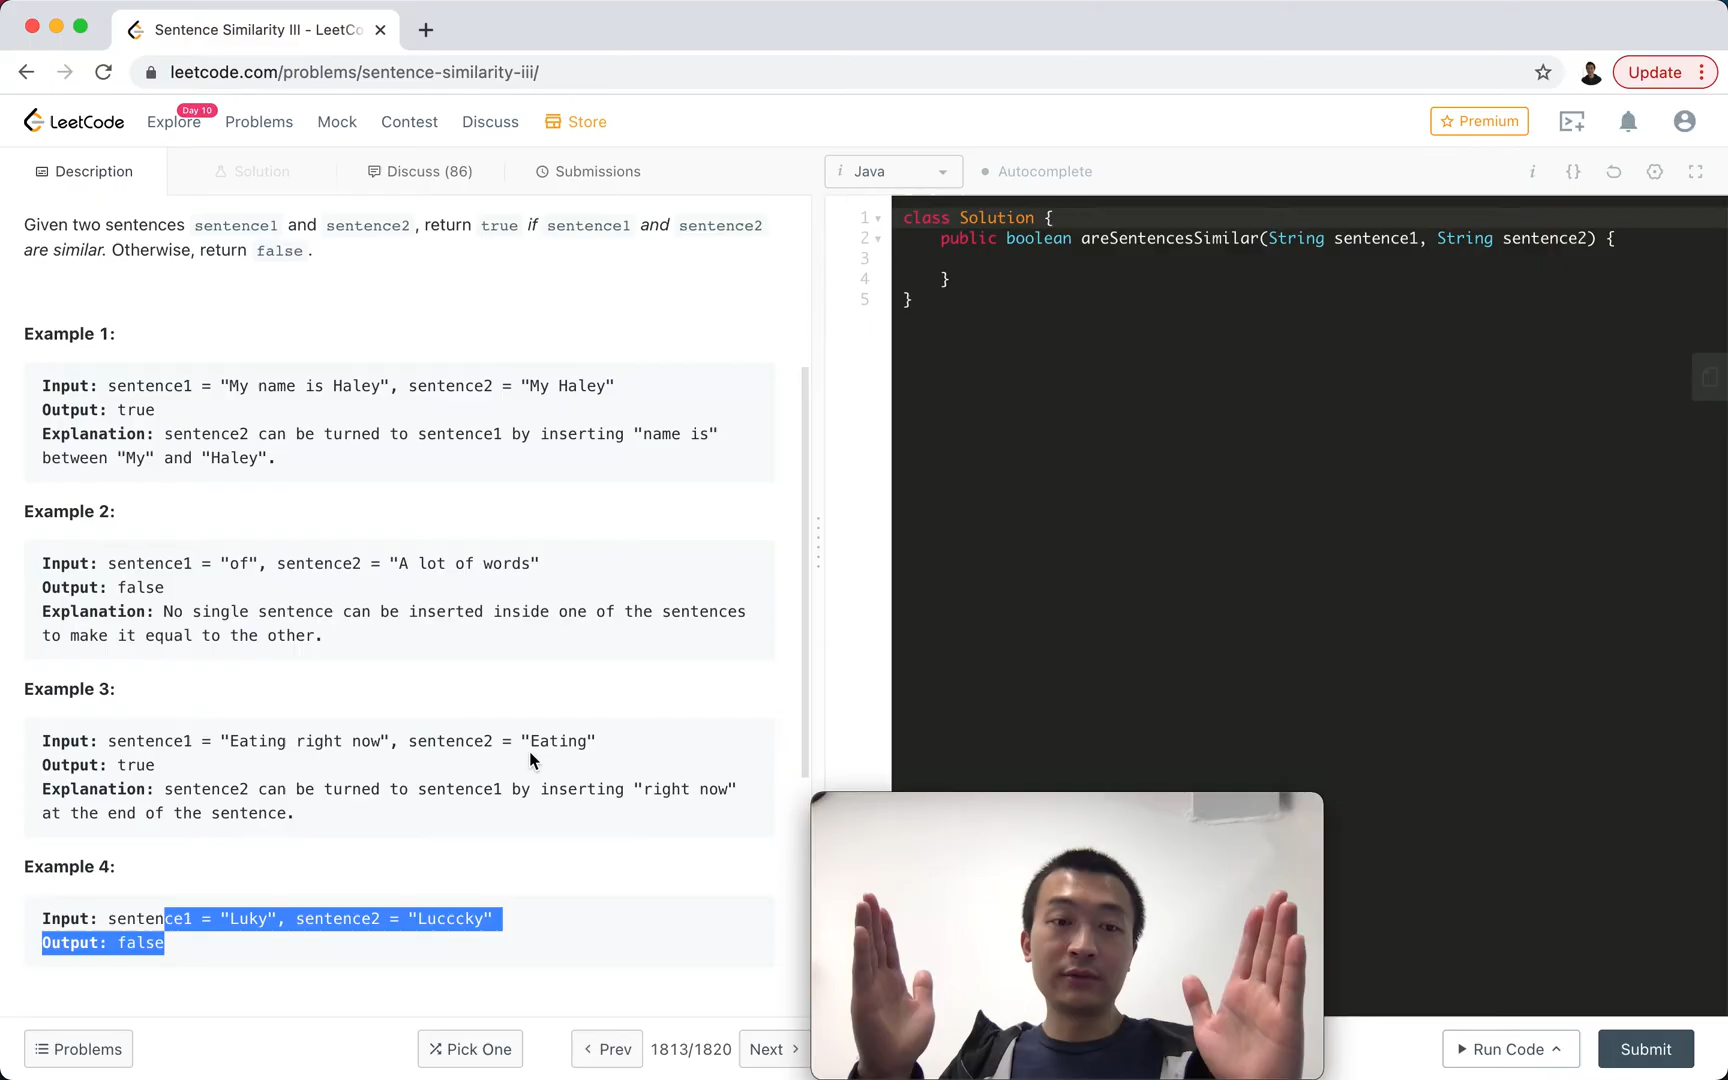 Sentence Similarity III - LeetCo
leetcode.com/problems/sentence-similarity-iii/
Update
LeetCode
Explore
Day 10
Problems
Mock
Contest
Discuss
Store
Premium
Description
Solution
Discuss (86)
Submissions
i Java
Autocomplete
Given two sentences sentence1 and sentence2, return true if sentence1 and sentence2
are similar. Otherwise, return false.
Example 1:
Input: sentence1 = "My name is Haley", sentence2 = "My Haley"
Output: true
Explanation: sentence2 can be turned to sentence1 by inserting "name is"
between "My" and "Haley".
Example 2:
Input: sentence1 = "of", sentence2 = "A lot of words"
Output: false
Explanation: No single sentence can be inserted inside one of the sentences
to make it equal to the other.
Example 3:
Input: sentence1 = "Eating right now", sentence2 = "Eating"
Output: true
Explanation: sentence2 can be turned to sentence1 by inserting "right now"
at the end of the sentence.
Example 4:
Input: sentence1 = "Luky", sentence2 = "Lucccky"
Output: false
1 class Solution {
2 public boolean areSentencesSimilar(String sentence1, String sentence2) {
3
4 }
5 }
Problems
Pick One
Prev
1813/1820
Next
Run Code
Submit